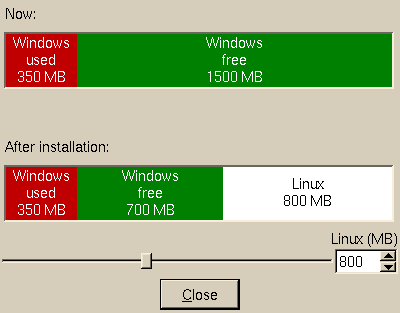 Now:
Windows used 350 MB
Windows free 1500 MB
After installation:
Windows used 350 MB
Windows free 700 MB
Linux 800 MB
Linux (MB)
800
Close